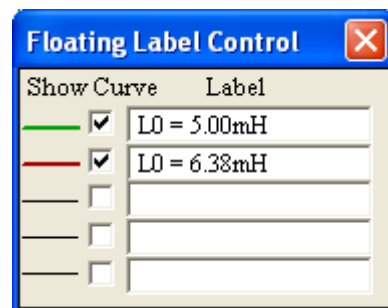 Floating Label Control
Show Curve Label
L0 = 5.00mH
L0 = 6.38mH